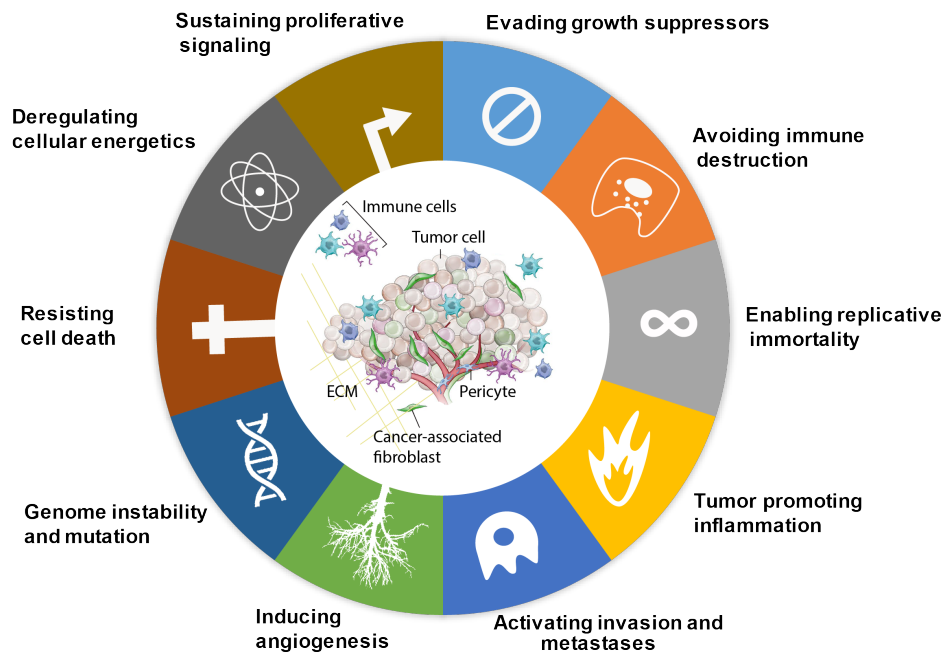 Sustaining proliferative
signaling
Evading growth suppressors
Deregulating
cellular energetics
Avoiding immune
destruction
Immune cells
Tumor cell
Resisting
cell death
Enabling replicative
immortality
ECM
Pericyte
Cancer-associated
fibroblast
Genome instability
and mutation
Tumor promoting
inflammation
Inducing
angiogenesis
Activating invasion and
metastases